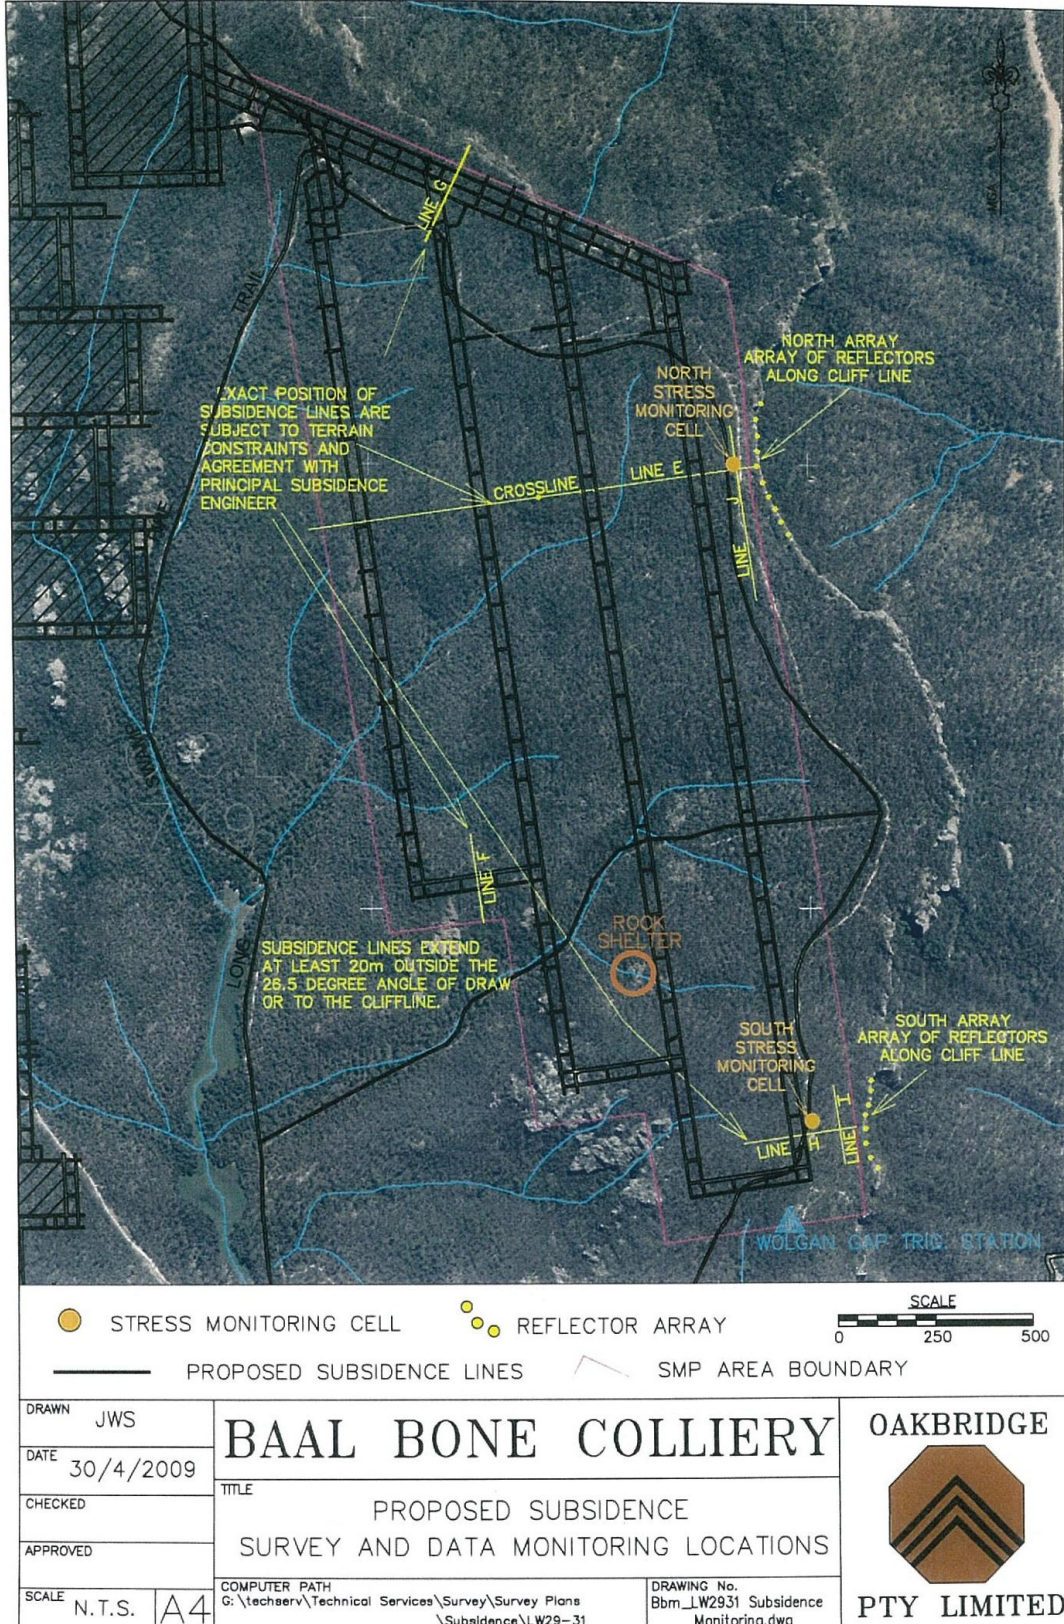 MGA
LINE G
TRAIL
NORTH ARRAY
ARRAY OF REFLECTORS
ALONG CLIFF LINE
NORTH
STRESS
MONITORING
CELL
EXACT POSITION OF
SUBSIDENCE LINES ARE
SUBJECT TO TERRAIN
CONSTRAINTS AND
AGREEMENT WITH
PRINCIPAL SUBSIDENCE
ENGINEER
CROSSLINE LINE E
LINE J
SWAMP
LINE F
ROCK
SHELTER
LONG
SUBSIDENCE LINES EXTEND
AT LEAST 20m OUTSIDE THE
26.5 DEGREE ANGLE OF DRAW
OR TO THE CLIFFLINE.
SOUTH
STRESS
MONITORING
CELL
SOUTH ARRAY
ARRAY OF REFLECTORS
ALONG CLIFF LINE
LINE H
LINE I
WOLGAN GAP TRIG. STATION
STRESS MONITORING CELL
REFLECTOR ARRAY
SCALE
0 250 500
PROPOSED SUBSIDENCE LINES
SMP AREA BOUNDARY
DRAWN JWS
DATE 30/4/2009
CHECKED
APPROVED
SCALE N.T.S. A4
BAAL BONE COLLIERY
TITLE
PROPOSED SUBSIDENCE
SURVEY AND DATA MONITORING LOCATIONS
COMPUTER PATH
G:\techserv\Technical Services\Survey\Survey Plans
\Subsidence\LW29-31
DRAWING No.
Bbm_LW2931 Subsidence
Monitoring.dwg
OAKBRIDGE
PTY LIMITED